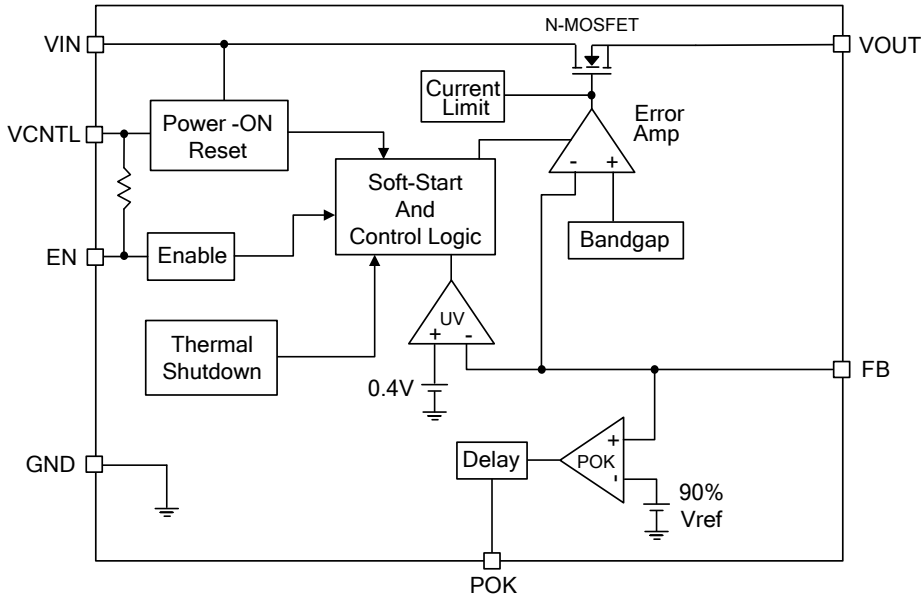 N-MOSFET
VIN
VOUT
Current
Limit
Error
Amp
VCNTL
Power -ON
Reset
- +
Soft-Start
And
Control Logic
Bandgap
EN
Enable
UV
+ -
Thermal
Shutdown
0.4V
FB
GND
Delay
+
POK
-
90%
Vref
POK